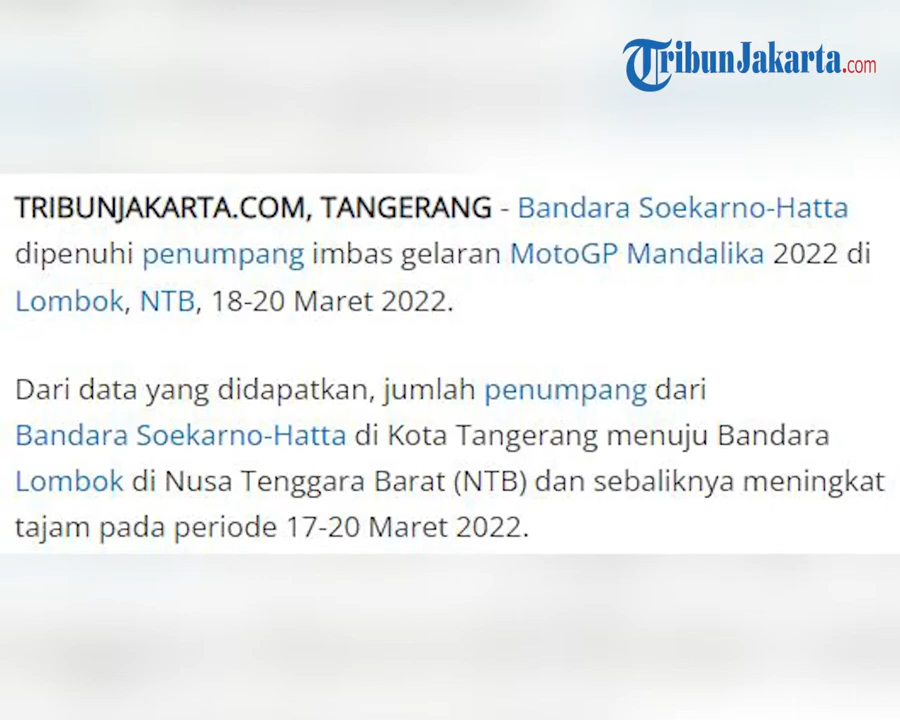 TribunJakarta.com
TRIBUNJAKARTA.COM, TANGERANG - Bandara Soekarno-Hatta
dipenuhi penumpang imbas gelaran MotoGP Mandalika 2022 di
Lombok, NTB, 18-20 Maret 2022.
Dari data yang didapatkan, jumlah penumpang dari
Bandara Soekarno-Hatta di Kota Tangerang menuju Bandara
Lombok di Nusa Tenggara Barat (NTB) dan sebaliknya meningkat
tajam pada periode 17-20 Maret 2022.